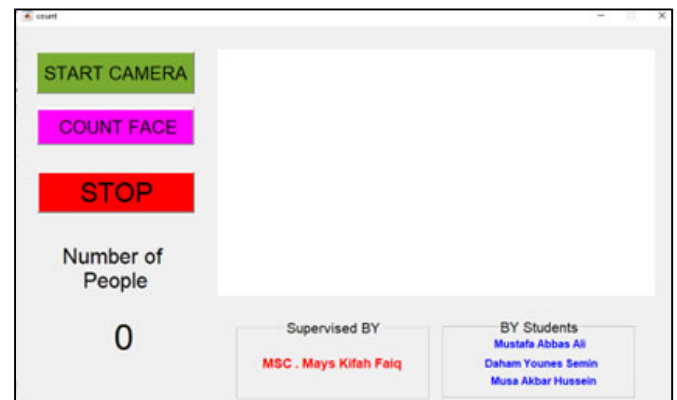 count
START CAMERA
COUNT FACE
STOP
Number of
People
0
Supervised BY
MSC . Mays Kifah Faiq
BY Students
Mustafa Abbas Ali
Daham Younes Semin
Musa Akbar Hussein